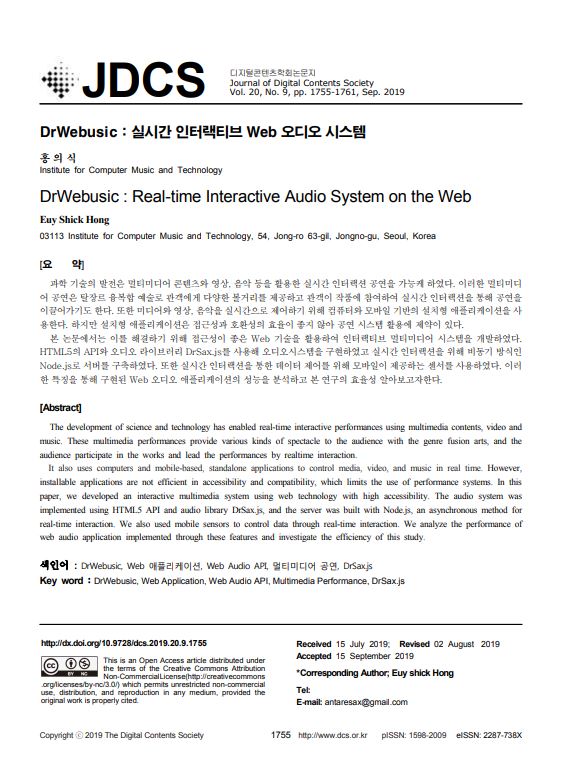 JDCS
디지털콘텐츠학회논문지
Journal of Digital Contents Society
Vol. 20, No. 9, pp. 1755-1761, Sep. 2019
DrWebusic : 실시간 인터랙티브 Web 오디오 시스템
홍 의 식
Institute for Computer Music and Technology
DrWebusic : Real-time Interactive Audio System on the Web
Euy Shick Hong
03113 Institute for Computer Music and Technology, 54, Jong-ro 63-gil, Jongno-gu, Seoul, Korea
[요 약]
과학 기술의 발전은 멀티미디어 콘텐츠와 영상, 음악 등을 활용한 실시간 인터랙션 공연을 가능케 하였다. 이러한 멀티미디
어 공연은 탈장르 융복합 예술로 관객에게 다양한 볼거리를 제공하고 관객이 작품에 참여하여 실시간 인터랙션을 통해 공연을
이끌어가기도 한다. 또한 미디어와 영상, 음악을 실시간으로 제어하기 위해 컴퓨터와 모바일 기반의 설치형 애플리케이션을 사
용한다. 하지만 설치형 애플리케이션은 접근성과 호환성의 효율이 좋지 않아 공연 시스템 활용에 제약이 있다.
본 논문에서는 이를 해결하기 위해 접근성이 좋은 Web 기술을 활용하여 인터랙티브 멀티미디어 시스템을 개발하였다.
HTML5의 API와 오디오 라이브러리 DrSax.js를 사용해 오디오시스템을 구현하였고 실시간 인터랙션을 위해 비동기 방식인
Node.js로 서버를 구축하였다. 또한 실시간 인터랙션을 통한 데이터 제어를 위해 모바일이 제공하는 센서를 사용하였다. 이러
한 특징을 통해 구현된 Web 오디오 애플리케이션의 성능을 분석하고 본 연구의 효율성 알아보고자한다.
[Abstract]
The development of science and technology has enabled real-time interactive performances using multimedia contents, video and
music. These multimedia performances provide various kinds of spectacle to the audience with the genre fusion arts, and the
audience participate in the works and lead the performances by realtime interaction.
It also uses computers and mobile-based, standalone applications to control media, video, and music in real time. However,
installable applications are not efficient in accessibility and compatibility, which limits the use of performance systems. In this
paper, we developed an interactive multimedia system using web technology with high accessibility. The audio system was
implemented using HTML5 API and audio library DrSax.js, and the server was built with Node.js, an asynchronous method for
real-time interaction. We also used mobile sensors to control data through real-time interaction. We analyze the performance of
web audio application implemented through these features and investigate the efficiency of this study.
색인어 : DrWebusic, Web 애플리케이션, Web Audio API, 멀티미디어 공연, DrSax.js
Key word : DrWebusic, Web Application, Web Audio API, Multimedia Performance, DrSax.js
http://dx.doi.org/10.9728/dcs.2019.20.9.1755
cc BY NC
This is an Open Access article distributed under
the terms of the Creative Commons Attribution
Non-CommercialLicense(http://creativecommons
.org/licenses/by-nc/3.0/) which permits unrestricted non-commercial
use, distribution, and reproduction in any medium, provided the
original work is properly cited.
Received 15 July 2019; Revised 02 August 2019
Accepted 15 September 2019
*Corresponding Author; Euy shick Hong
Tel:
E-mail: antaresax@gmail.com
Copyright ⓒ 2019 The Digital Contents Society
1755 http://www.dcs.or.kr pISSN: 1598-2009 eISSN: 2287-738X